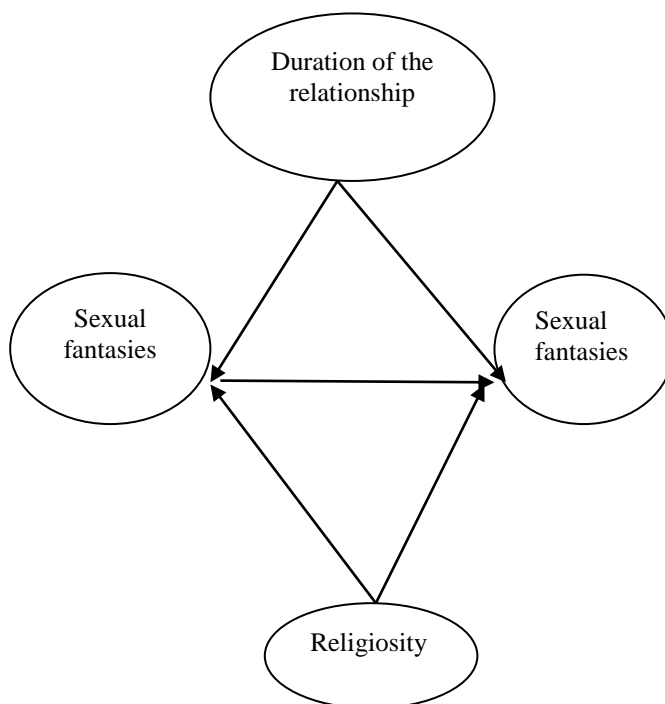 Duration of the
relationship
Sexual
fantasies
Sexual
fantasies
Religiosity